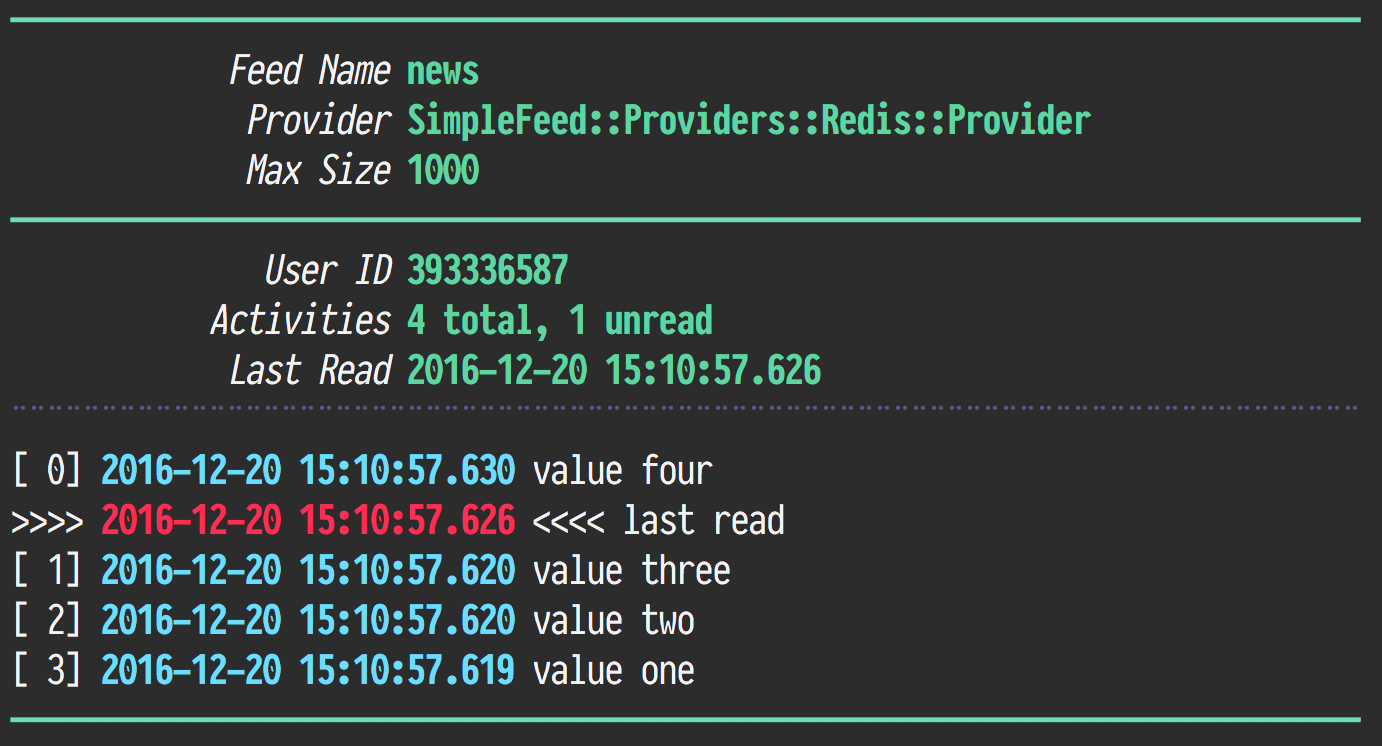 Feed Name news
Provider SimpleFeed::Providers::Redis::Provider
Max Size 1000
User ID 393336587
Activities 4 total, 1 unread
Last Read 2016-12-20 15:10:57.626
[ 0] 2016-12-20 15:10:57.630 value four
>>>> 2016-12-20 15:10:57.626 <<<< last read
[ 1] 2016-12-20 15:10:57.620 value three
[ 2] 2016-12-20 15:10:57.620 value two
[ 3] 2016-12-20 15:10:57.619 value one